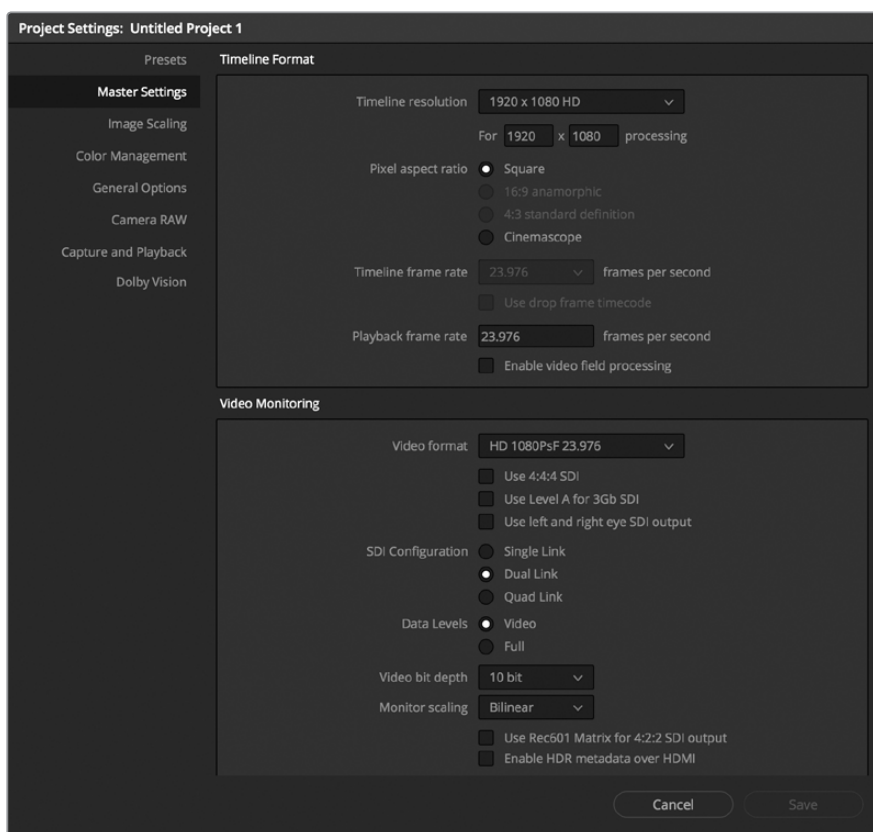 Project Settings: Untitled Project 1
Presets
Master Settings
Image Scaling
Color Management
General Options
Camera RAW
Capture and Playback
Dolby Vision
Timeline Format
Timeline resolution 1920 x 1080 HD
For 1920 x 1080 processing
Pixel aspect ratio Square
16:9 anamorphic
4:3 standard definition
Cinemascope
Timeline frame rate 23.976 frames per second
Use drop frame timecode
Playback frame rate 23.976 frames per second
Enable video field processing
Video Monitoring
Video format HD 1080PsF 23.976
Use 4:4:4 SDI
Use Level A for 3Gb SDI
Use left and right eye SDI output
SDI Configuration Single Link
Dual Link
Quad Link
Data Levels Video
Full
Video bit depth 10 bit
Monitor scaling Bilinear
Use Rec601 Matrix for 4:2:2 SDI output
Enable HDR metadata over HDMI
Cancel Save